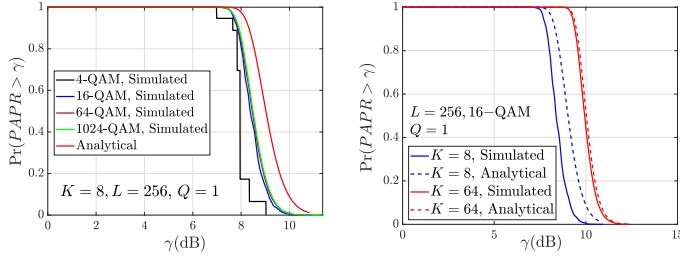 Pr(PAPR > γ)
1
0.8
0.6
0.4
0.2
0
4-QAM, Simulated
16-QAM, Simulated
64-QAM, Simulated
1024-QAM, Simulated
Analytical
K = 8, L = 256, Q = 1
0 2 4 6 8 10
γ(dB)
Pr(PAPR > γ)
1
0.8
0.6
0.4
0.2
0
L = 256, 16−QAM
Q = 1
K = 8, Simulated
K = 8, Analytical
K = 64, Simulated
K = 64, Analytical
0 5 10 15
γ(dB)